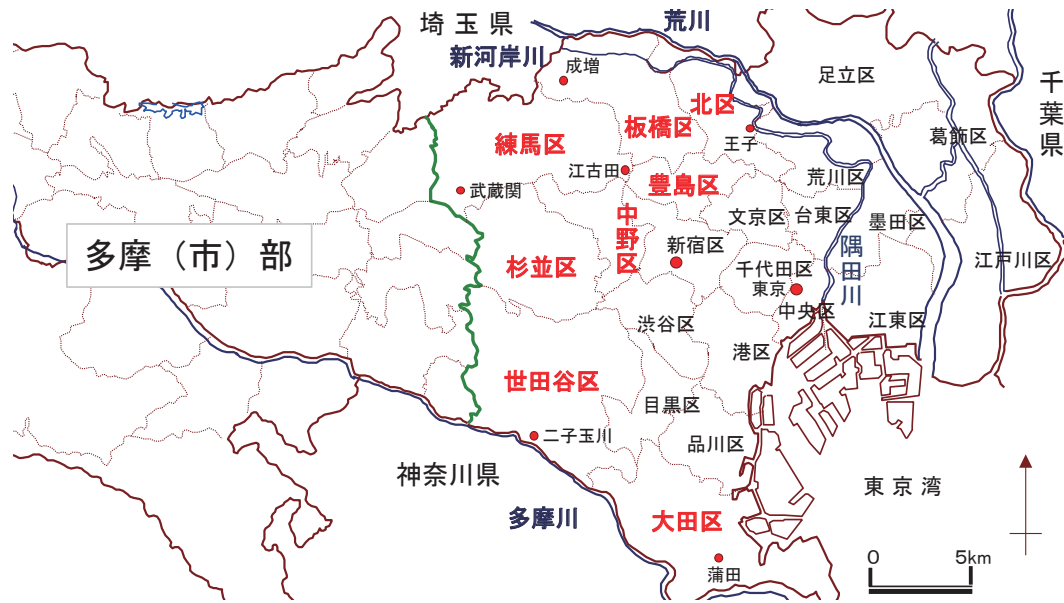 埼玉県
荒川
新河岸川
成増
足立区
千葉県
北区
板橋区
練馬区
王子
葛飾区
江古田
豊島区
荒川区
武蔵関
中野区
文京区
台東区
墨田区
多摩（市）部
新宿区
隅田川
杉並区
千代田区
東京
江戸川区
中央区
渋谷区
江東区
港区
世田谷区
目黒区
二子玉川
品川区
神奈川県
東京湾
多摩川
大田区
蒲田
0 5km